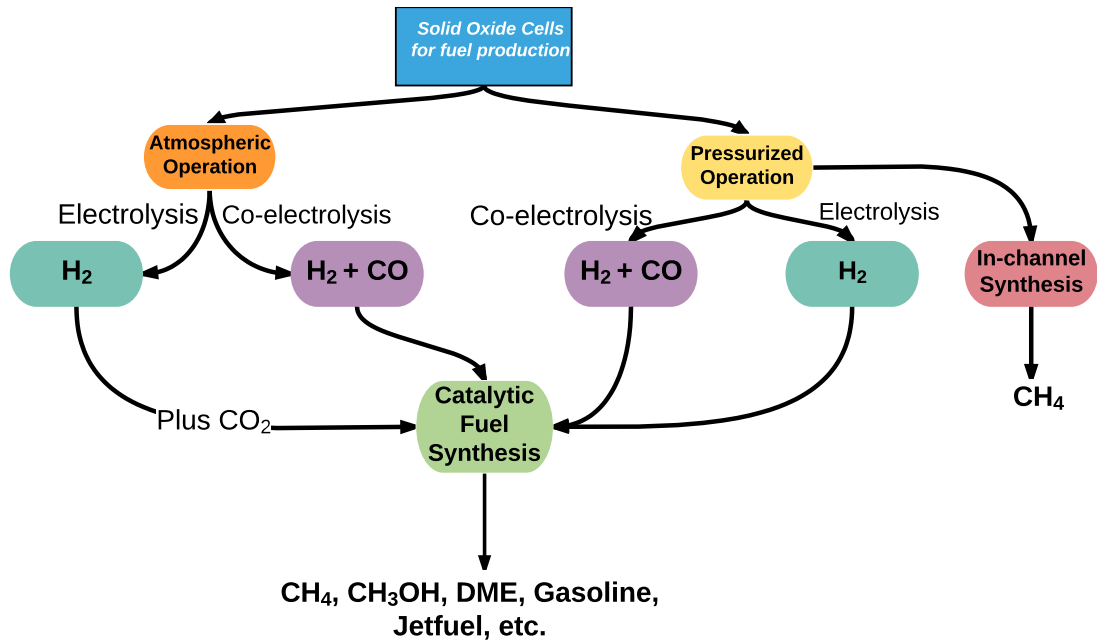 Solid Oxide Cells
for fuel production
Atmospheric
Operation
Pressurized
Operation
Electrolysis
Co-electrolysis
Co-electrolysis
Electrolysis
H₂
H₂ + CO
H₂ + CO
H₂
In-channel
Synthesis
Plus CO₂
Catalytic
Fuel
Synthesis
CH₄
CH₄, CH₃OH, DME, Gasoline,
Jetfuel, etc.